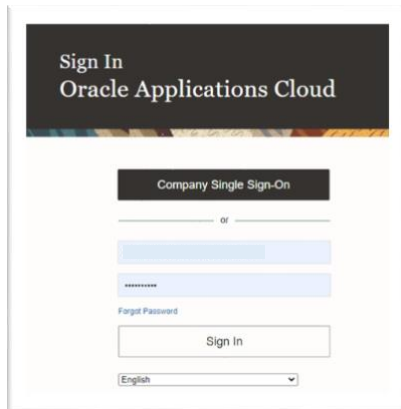 Sign In
Oracle Applications Cloud
Company Single Sign-On
or
••••••••••
Forgot Password
Sign In
English